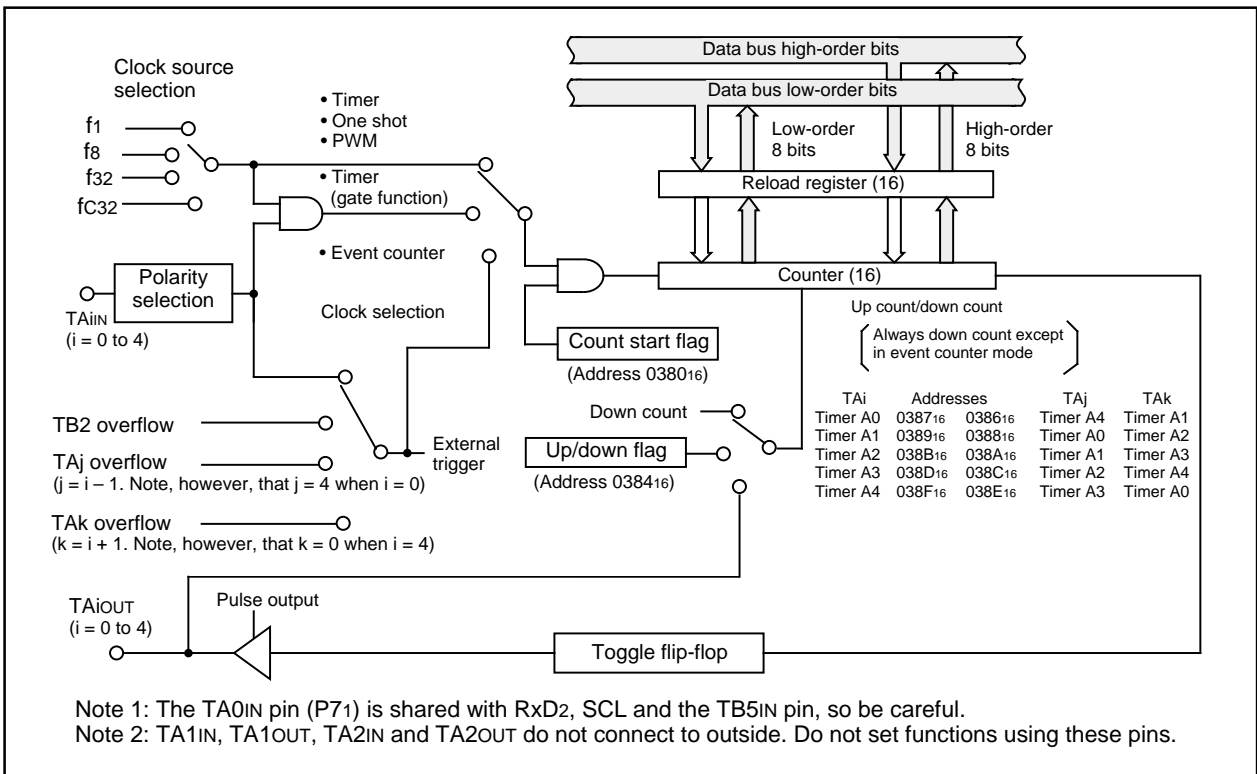 Data bus high-order bits
Data bus low-order bits
Clock source
selection
f1
f8
f32
fC32
• Timer
• One shot
• PWM
• Timer
(gate function)
• Event counter
Low-order
8 bits
High-order
8 bits
Reload register (16)
Counter (16)
Polarity
selection
TAiIN
(i = 0 to 4)
Clock selection
Up count/down count
Always down count except
in event counter mode
Count start flag
(Address 038016)
TB2 overflow
TAj overflow
(j = i – 1. Note, however, that j = 4 when i = 0)
TAk overflow
(k = i + 1. Note, however, that k = 0 when i = 4)
External
trigger
Down count
Up/down flag
(Address 038416)
TAi Addresses TAj TAk
Timer A0 038716 038616 Timer A4 Timer A1
Timer A1 038916 038816 Timer A0 Timer A2
Timer A2 038B16 038A16 Timer A1 Timer A3
Timer A3 038D16 038C16 Timer A2 Timer A4
Timer A4 038F16 038E16 Timer A3 Timer A0
TAiOUT
(i = 0 to 4)
Pulse output
Toggle flip-flop
Note 1: The TA0IN pin (P71) is shared with RxD2, SCL and the TB5IN pin, so be careful.
Note 2: TA1IN, TA1OUT, TA2IN and TA2OUT do not connect to outside. Do not set functions using these pins.